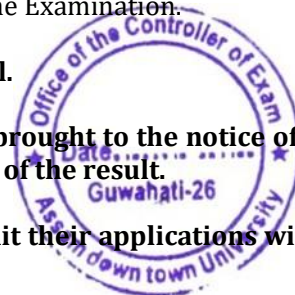 he Examination.
l.
brought to the notice of
of the result.
it their applications wi
Office of the Controller of Exam
Date
Guwahati-26
Assam down town University